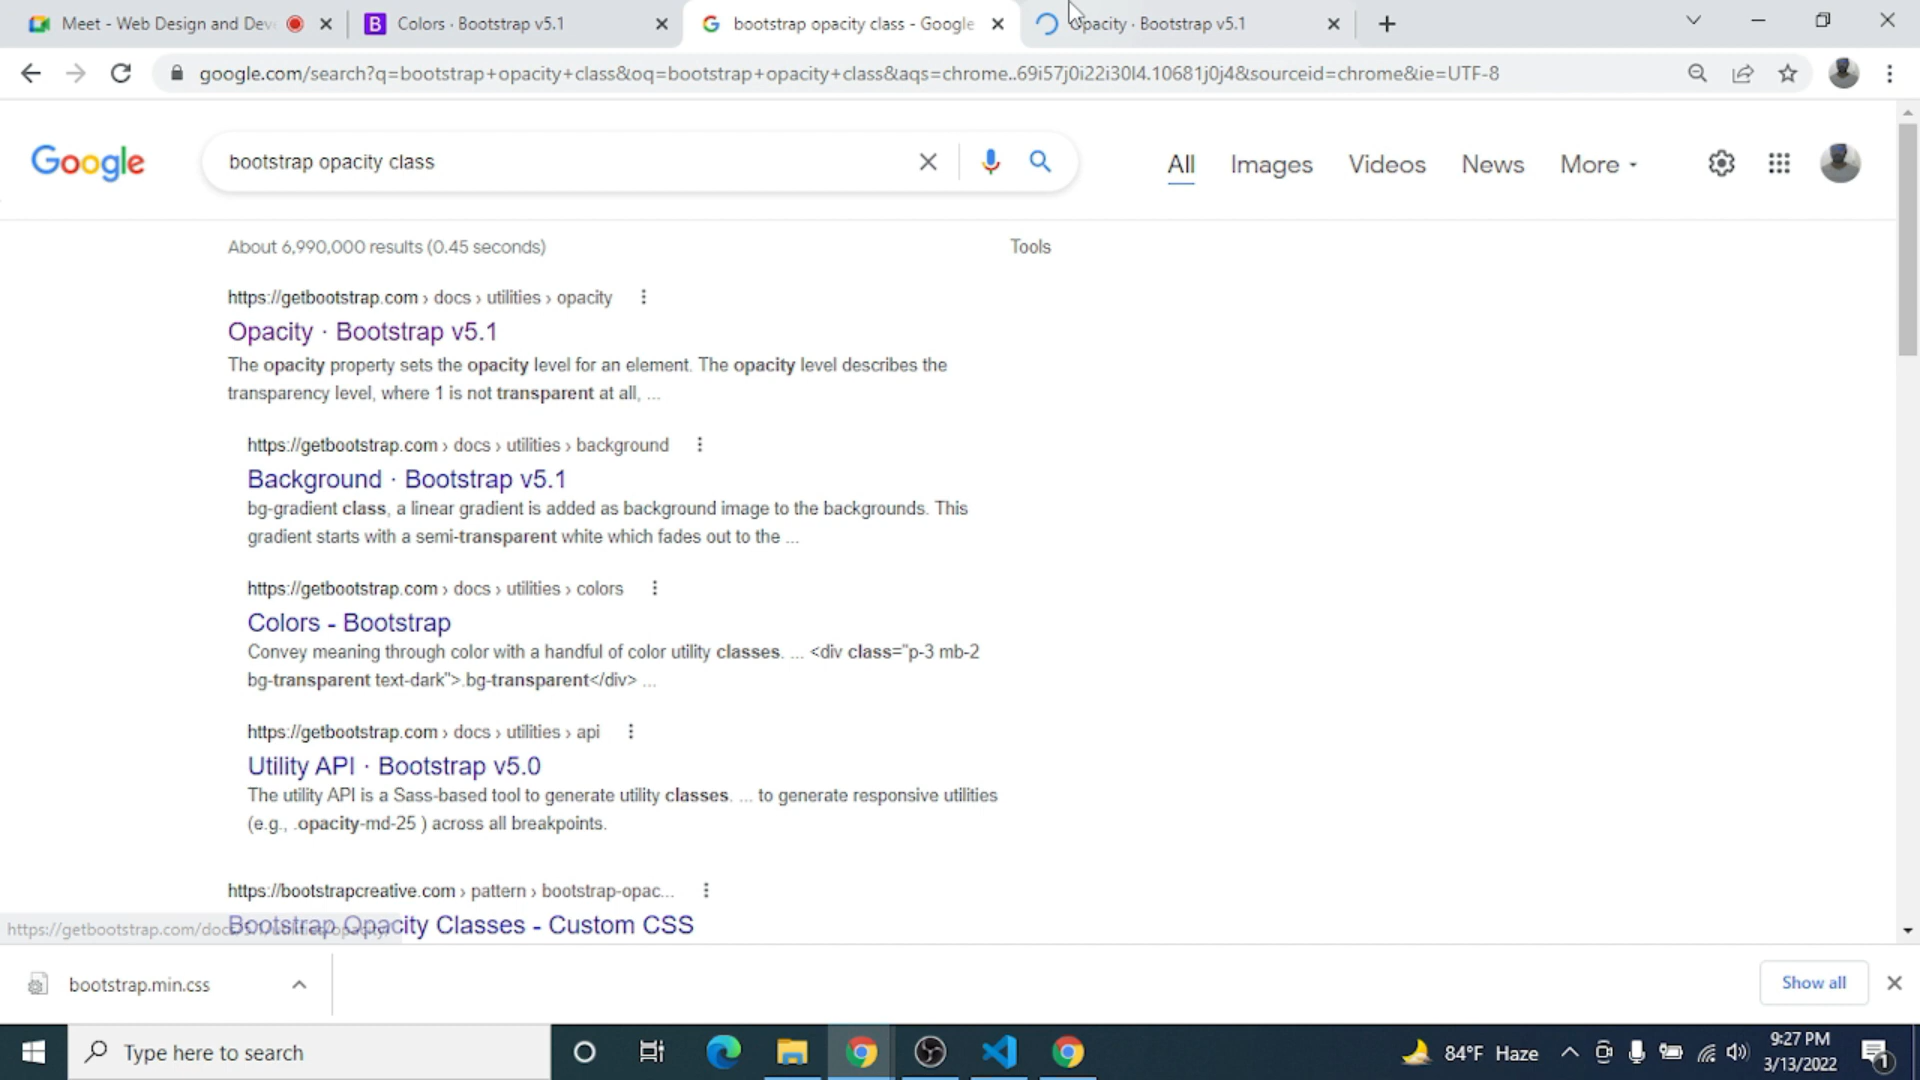 Meet - Web Design and Dev
Colors · Bootstrap v5.1
bootstrap opacity class - Google
Opacity · Bootstrap v5.1
google.com/search?q=bootstrap+opacity+class&oq=bootstrap+opacity+class&aqs=chrome..69i57j0i22i30l4.10681j0j4&sourceid=chrome&ie=UTF-8
Google
bootstrap opacity class
All Images Videos News More
About 6,990,000 results (0.45 seconds)
Tools
https://getbootstrap.com › docs › utilities › opacity
Opacity · Bootstrap v5.1
The opacity property sets the opacity level for an element. The opacity level describes the
transparency level, where 1 is not transparent at all, ...
https://getbootstrap.com › docs › utilities › background
Background · Bootstrap v5.1
bg-gradient class, a linear gradient is added as background image to the backgrounds. This
gradient starts with a semi-transparent white which fades out to the ...
https://getbootstrap.com › docs › utilities › colors
Colors - Bootstrap
Convey meaning through color with a handful of color utility classes. ... <div class="p-3 mb-2
bg-transparent text-dark">.bg-transparent</div> ...
https://getbootstrap.com › docs › utilities › api
Utility API · Bootstrap v5.0
The utility API is a Sass-based tool to generate utility classes. ... to generate responsive utilities
(e.g., .opacity-md-25 ) across all breakpoints.
https://bootstrapcreative.com › pattern › bootstrap-opac...
Bootstrap Opacity Classes - Custom CSS
https://getbootstrap.com/docs/5.1/utilities/opacity/
bootstrap.min.css
Show all
Type here to search
84°F Haze
9:27 PM
3/13/2022
1